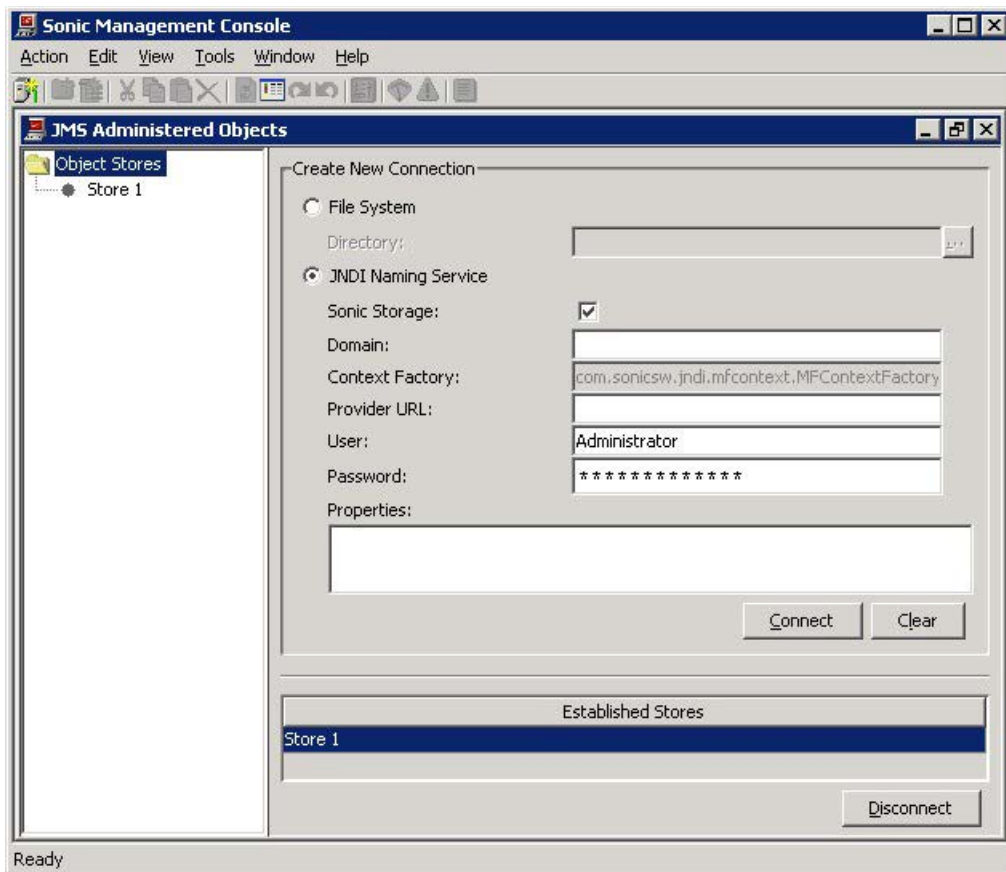 Sonic Management Console
Action Edit View Tools Window Help
JMS Administered Objects
Object Stores
Store 1
Create New Connection
File System
Directory:
...
JNDI Naming Service
Sonic Storage:
Domain:
Context Factory: com.sonicsw.jndi.mfcontext.MFContextFactory
Provider URL:
User: Administrator
Password: *************
Properties:
Connect Clear
Established Stores
Store 1
Disconnect
Ready